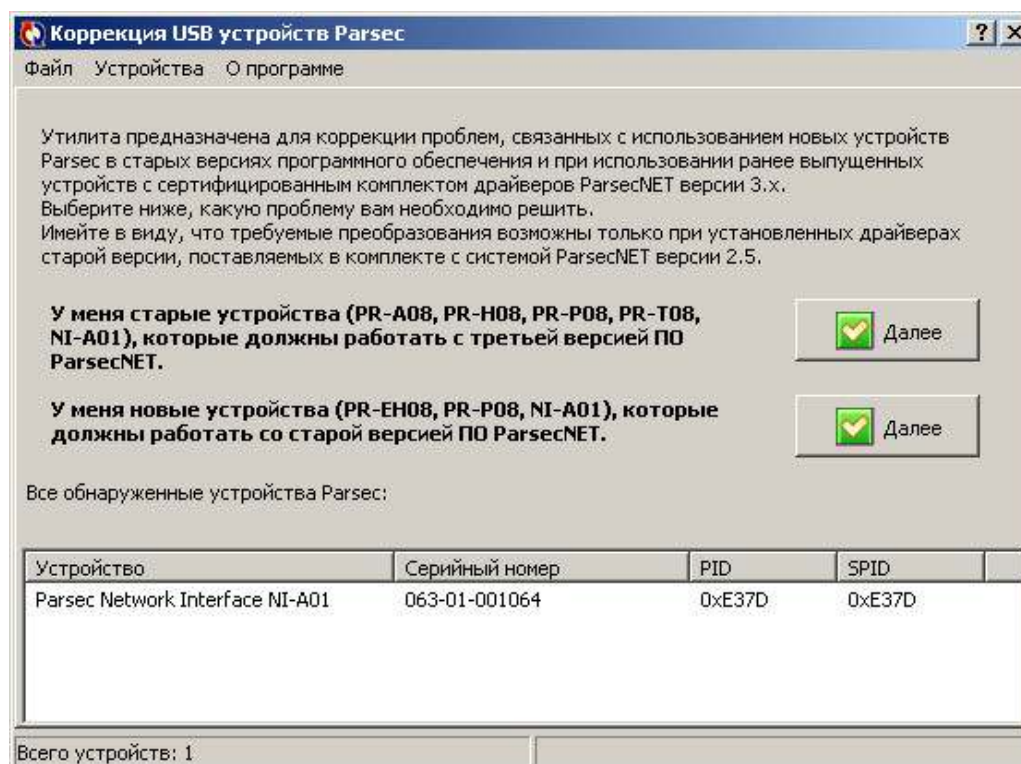 Коррекция USB устройств Parsec
Файл Устройства О программе
Утилита предназначена для коррекции проблем, связанных с использованием новых устройств
Parsec в старых версиях программного обеспечения и при использовании ранее выпущенных
устройств с сертифицированным комплектом драйверов ParsecNET версии 3.x.
Выберите ниже, какую проблему вам необходимо решить.
Имейте в виду, что требуемые преобразования возможны только при установленных драйверах
старой версии, поставляемых в комплекте с системой ParsecNET версии 2.5.
У меня старые устройства (PR-A08, PR-H08, PR-P08, PR-T08,
NI-A01), которые должны работать с третьей версией ПО
ParsecNET.
Далее
У меня новые устройства (PR-EH08, PR-P08, NI-A01), которые
должны работать со старой версией ПО ParsecNET.
Далее
Все обнаруженные устройства Parsec:
Устройство Серийный номер PID SPID
Parsec Network Interface NI-A01 063-01-001064 0xE37D 0xE37D
Всего устройств: 1